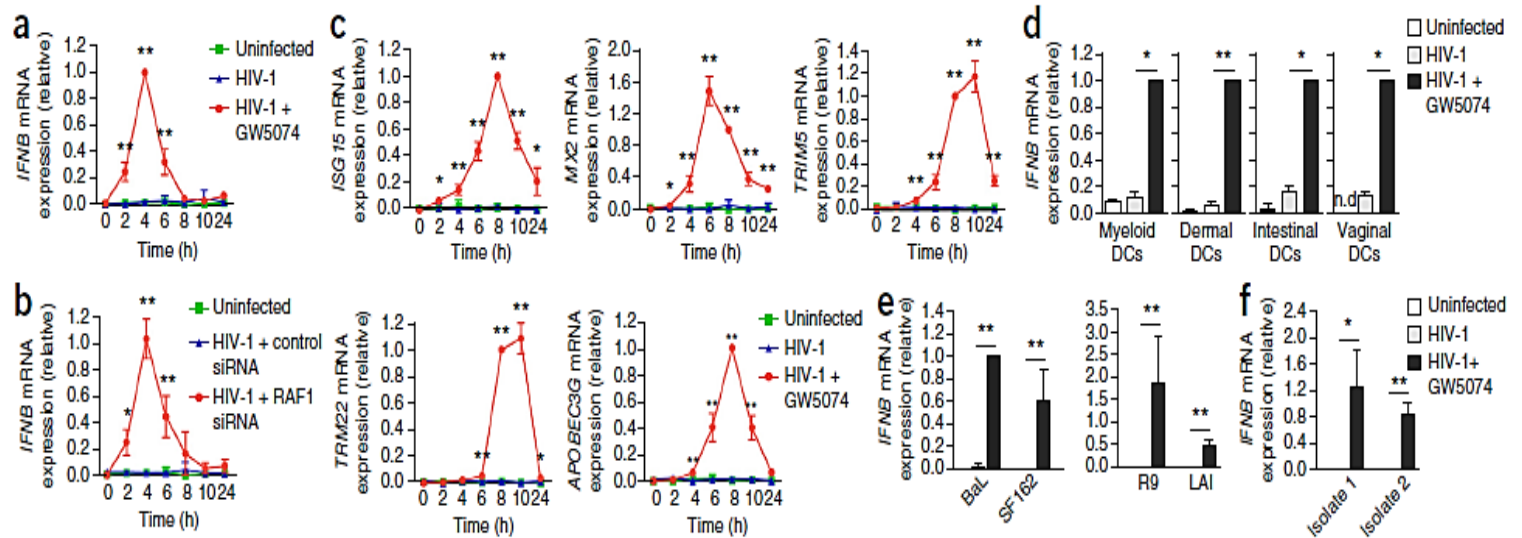 a
IFNB mRNA
expression (relative)
1.2
1.0
0.8
0.6
0.4
0.2
0.0
**
**
**
0 2 4 6 8 1024
Time (h)
Uninfected
HIV-1
HIV-1 +
GW5074
c
ISG15 mRNA
expression (relative)
1.2
1.0
0.8
0.6
0.4
0.2
0.0
*
**
**
**
**
*
0 2 4 6 8 1024
Time (h)
MX2 mRNA
expression (relative)
2.0
1.6
1.2
0.8
0.4
0.0
*
**
**
**
**
**
0 2 4 6 8 1024
Time (h)
TRIM5 mRNA
expression (relative)
1.4
1.2
1.0
0.8
0.6
0.4
0.2
0.0
**
**
**
**
**
0 2 4 6 8 1024
Time (h)
d
IFNB mRNA
expression (relative)
1.2
1.0
0.8
0.6
0.4
0.2
0.0
*
**
*
*
n.d
Myeloid
DCs
Dermal
DCs
Intestinal
DCs
Vaginal
DCs
Uninfected
HIV-1
HIV-1 +
GW5074
b
IFNB mRNA
expression (relative)
1.2
1.0
0.8
0.6
0.4
0.2
0.0
*
**
**
0 2 4 6 8 1024
Time (h)
Uninfected
HIV-1 + control
siRNA
HIV-1 + RAF1
siRNA
TRM22 mRNA
expression (relative)
1.2
1.0
0.8
0.6
0.4
0.2
0.0
**
**
**
*
0 2 4 6 8 1024
Time (h)
APOBEC3G mRNA
expression (relative)
1.2
1.0
0.8
0.6
0.4
0.2
0.0
**
**
**
**
0 2 4 6 8 1024
Time (h)
Uninfected
HIV-1
HIV-1 +
GW5074
e
IFNB mRNA
expression (relative)
1.4
1.2
1.0
0.8
0.6
0.4
0.2
0.0
**
**
BaL
SF162
3.5
3.0
2.5
2.0
1.5
1.0
0.5
0.0
**
**
R9
LAI
f
IFNB mRNA
expression (relative)
2.4
2.0
1.6
1.2
0.8
0.4
0.0
*
**
Isolate 1
Isolate 2
Uninfected
HIV-1
HIV-1+
GW5074